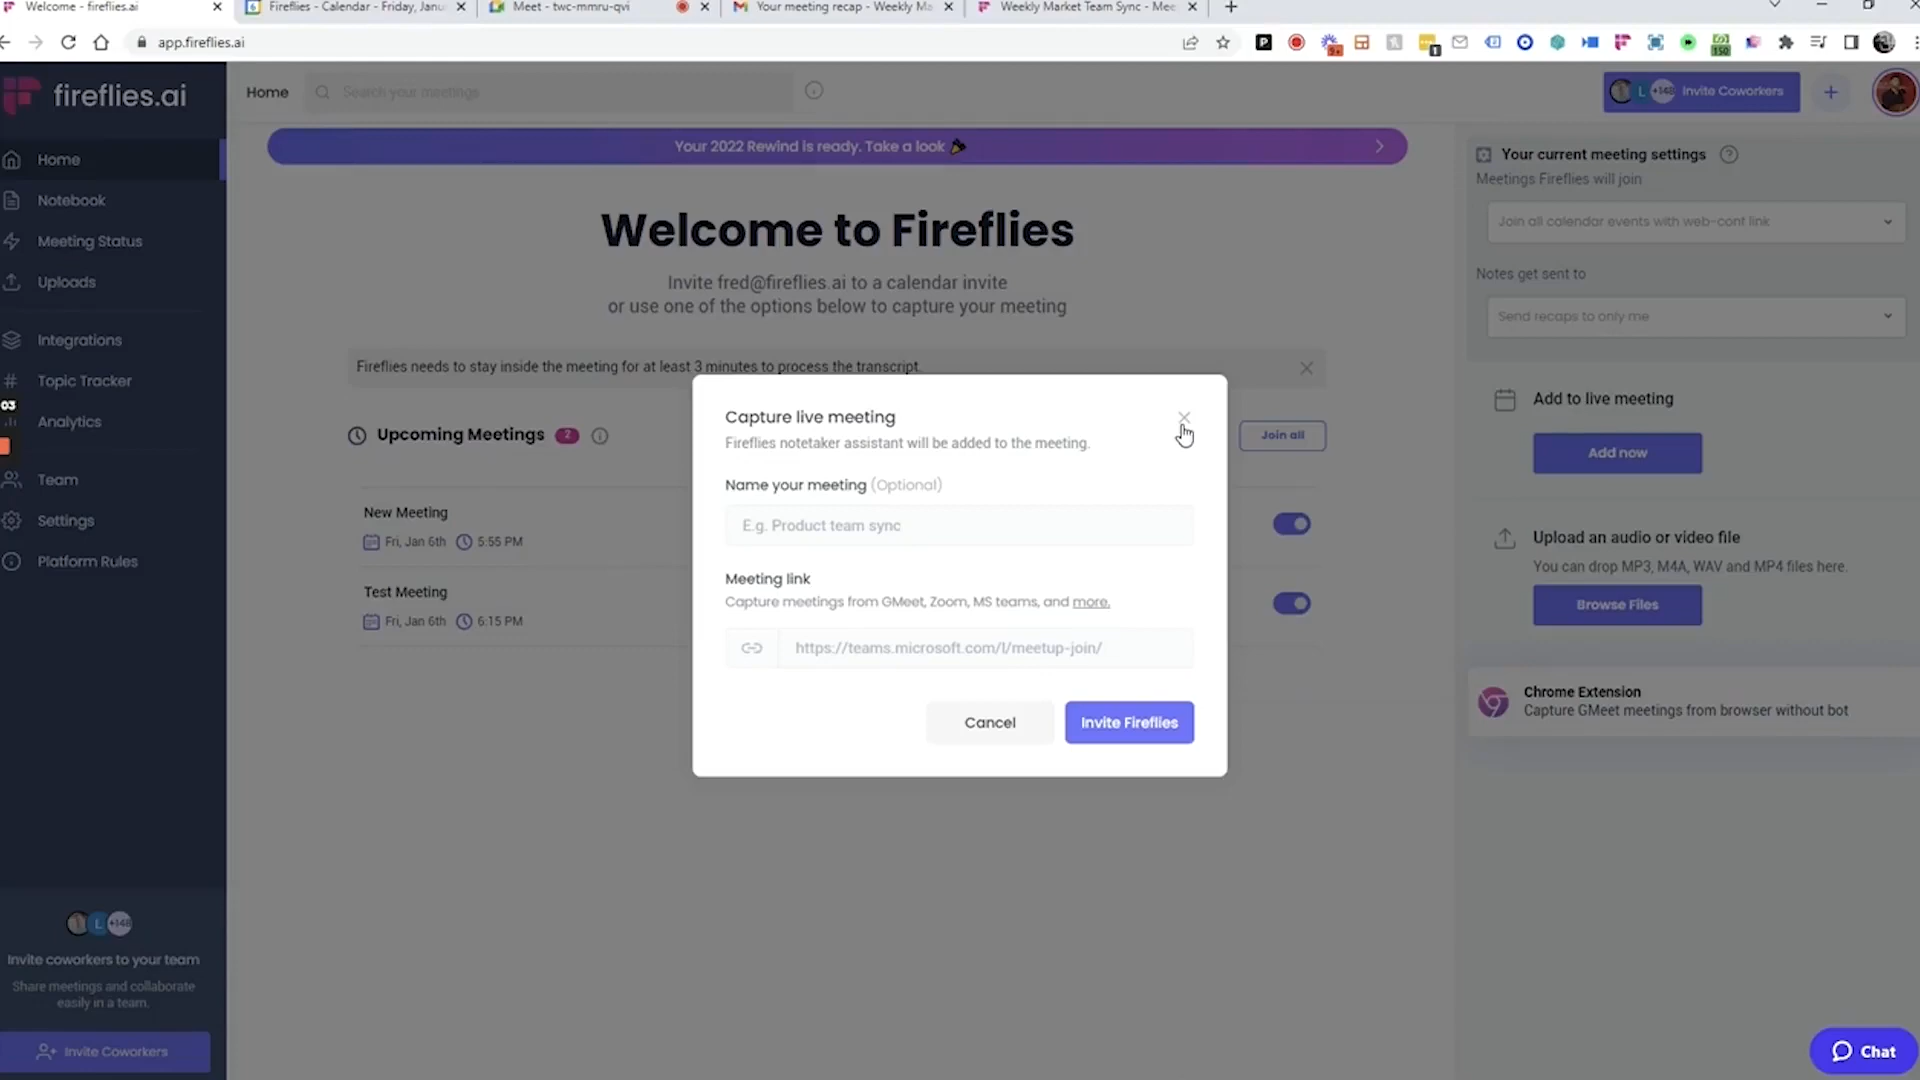 Welcome - fireflies.ai
Fireflies - Calendar - Friday, Janu
Meet - twc-mmru-qvi
Your meeting recap - Weekly Ma
Weekly Market Team Sync - Mee
app.fireflies.ai
9+
1
150
fireflies.ai
Home
Search your meetings
L
+148
Invite Coworkers
Home
Notebook
Meeting Status
Uploads
Integrations
Topic Tracker
03
Analytics
Team
Settings
Platform Rules
L
+148
Invite coworkers to your team
Share meetings and collaborate
easily in a team.
Invite Coworkers
Your 2022 Rewind is ready. Take a look
Welcome to Fireflies
Invite fred@fireflies.ai to a calendar invite
or use one of the options below to capture your meeting
Fireflies needs to stay inside the meeting for at least 3 minutes to process the transcript.
Upcoming Meetings 2
Join all
New Meeting
Fri, Jan 6th 5:55 PM
Test Meeting
Fri, Jan 6th 6:15 PM
Capture live meeting
Fireflies notetaker assistant will be added to the meeting.
Name your meeting (Optional)
E.g. Product team sync
Meeting link
Capture meetings from GMeet, Zoom, MS teams, and more.
https://teams.microsoft.com/l/meetup-join/
Cancel
Invite Fireflies
Your current meeting settings
Meetings Fireflies will join
Join all calendar events with web-conf link
Notes get sent to
Send recaps to only me
Add to live meeting
Add now
Upload an audio or video file
You can drop MP3, M4A, WAV and MP4 files here.
Browse Files
Chrome Extension
Capture GMeet meetings from browser without bot
Chat